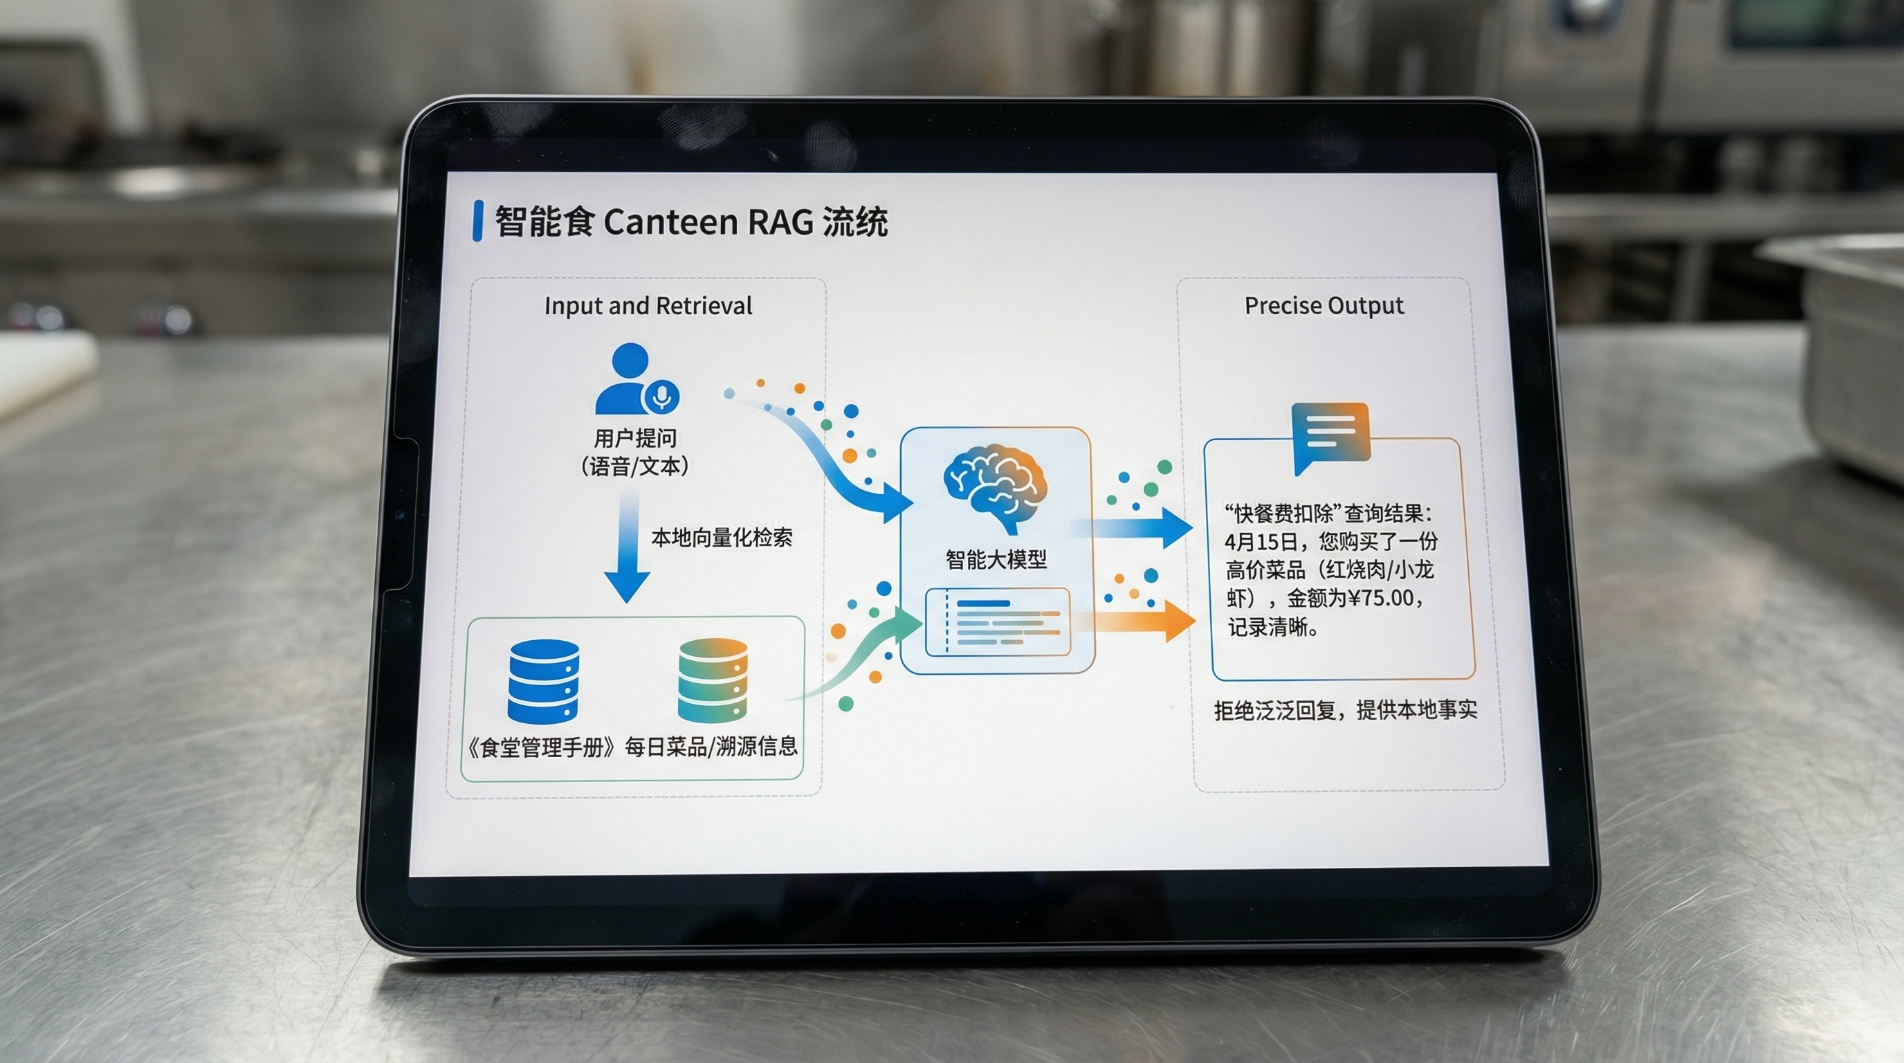 智能食 Canteen RAG 流统
Input and Retrieval
用户提问
（语音/文本）
本地向量化检索
《食堂管理手册》
每日菜品/溯源信息
智能大模型
Precise Output
“快餐费扣除”查询结果：
4月15日，您购买了一份
高价菜品（红烧肉/小龙
虾），金额为¥75.00，
记录清晰。
拒绝泛泛回复，提供本地事实